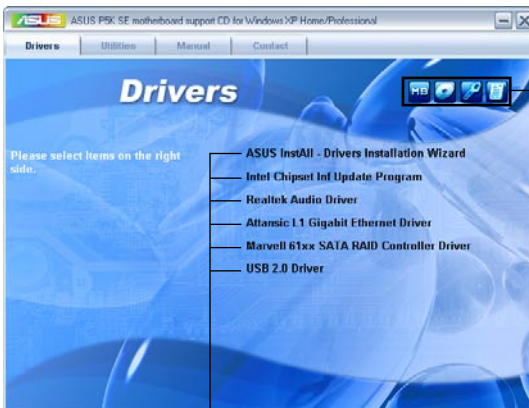 ASUS ASUS P5K SE motherboard support CD for Windows XP Home/Professional
Drivers Utilities Manual Contact
Drivers
MB
Please select items on the right
side.
ASUS InstAll - Drivers Installation Wizard
Intel Chipset Inf Update Program
Realtek Audio Driver
Attansic L1 Gigabit Ethernet Driver
Marvell 61xx SATA RAID Controller Driver
USB 2.0 Driver